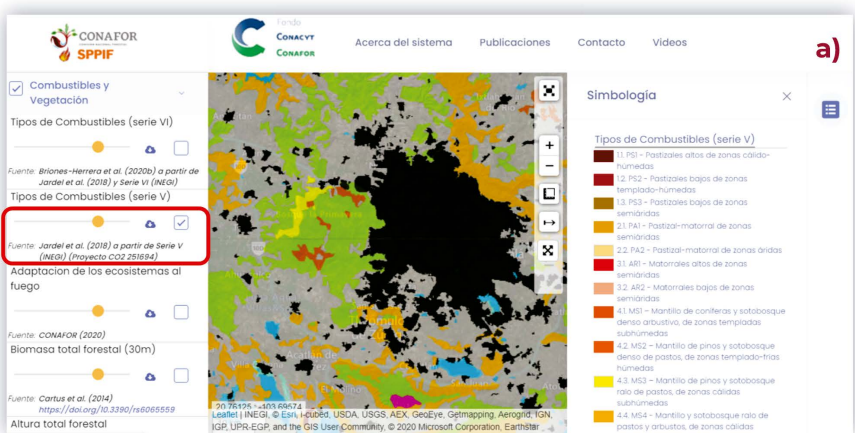 CONAFOR
SPPIF
Fondo
CONACYT
CONAFOR
Acerca del sistema
Publicaciones
Contacto
Videos
a)
Combustibles y
Vegetación
Tipos de Combustibles (serie VI)
Fuente: Briones-Herrera et al. (2020b) a partir de
Jardel et al. (2018) y Serie VI (INEGI)
Tipos de Combustibles (serie V)
Fuente: Jardel et al. (2018) a partir de Serie V
(INEGI) (Proyecto CO2 251694)
Adaptacion de los ecosistemas al
fuego
Fuente: CONAFOR (2020)
Biomasa total forestal (30m)
Fuente: Cartus et al. (2014)
https://doi.org/10.3390/rs6065559
Altura total forestal
+
−
20.76125 : -103.69574
Leaflet | INEGI, © Esri, i-cubed, USDA, USGS, AEX, GeoEye, Getmapping, Aerogrid, IGN,
IGP, UPR-EGP, and the GIS User Community, © 2020 Microsoft Corporation, Earthstar
Simbología
Tipos de Combustibles (serie V)
1.1. PS1 - Pastizales altos de zonas cálido-
húmedas
1.2. PS2 - Pastizales bajos de zonas
templado-húmedas
1.3. PS3 - Pastizales bajos de zonas
semiáridas
2.1. PA1 - Pastizal-matorral de zonas
semiáridas
2.2. PA2 - Pastizal-matorral de zonas áridas
3.1. AR1 - Matorrales altos de zonas
semiáridas
3.2. AR2 - Matorrales bajos de zonas
semiáridas
4.1. MS1 - Mantillo de coníferas y sotobosque
denso arbustivo, de zonas templadas
subhúmedas
4.2. MS2 – Mantillo de pinos y sotobosque
denso de pastos, de zonas templado-frías
húmedas
4.3. MS3 – Mantillo de pinos y sotobosque
ralo de pastos, de zonas cálidas
subhúmedas
4.4. MS4 - Mantillo y sotobosque ralo de
pastos y arbustos, de zonas cálidas